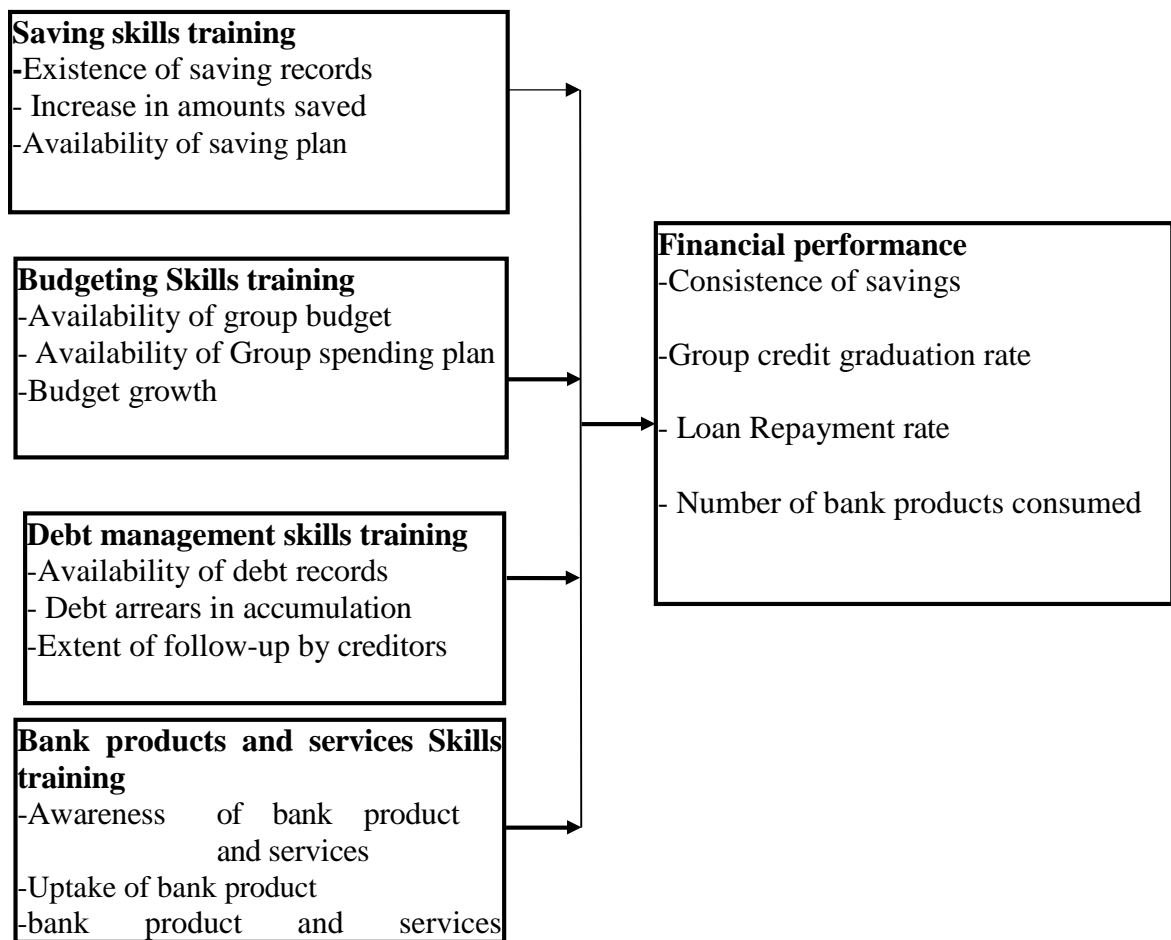 Saving skills training
-Existence of saving records
- Increase in amounts saved
-Availability of saving plan
Budgeting Skills training
-Availability of group budget
- Availability of Group spending plan
-Budget growth
Debt management skills training
-Availability of debt records
- Debt arrears in accumulation
-Extent of follow-up by creditors
Bank products and services Skills
training
-Awareness of bank product
and services
-Uptake of bank product
-bank product and services
Financial performance
-Consistence of savings
-Group credit graduation rate
- Loan Repayment rate
- Number of bank products consumed